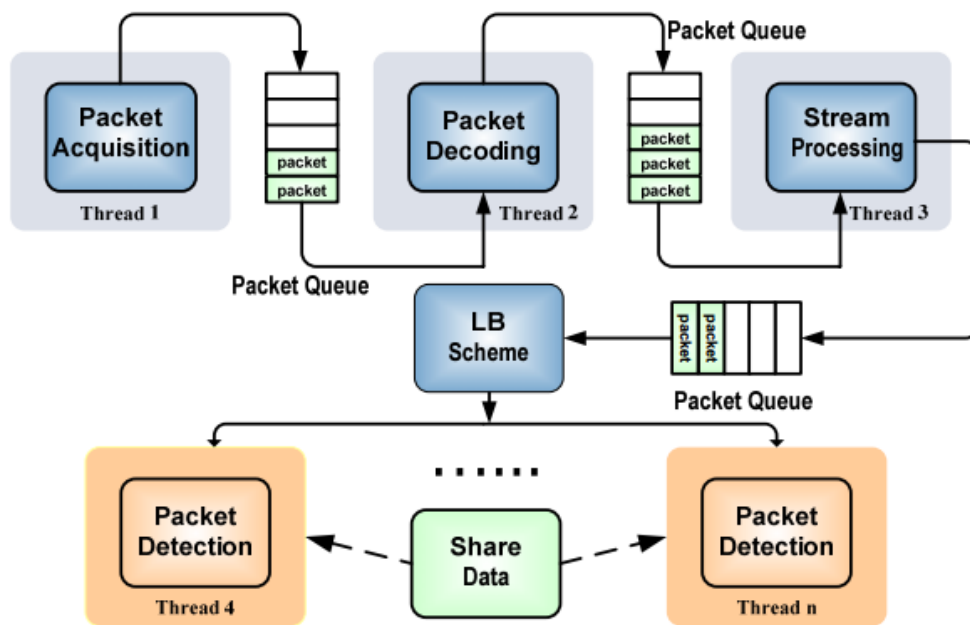 Packet Queue
Packet
Acquisition
Thread 1
packet
packet
Packet Queue
Packet
Decoding
Thread 2
packet
packet
packet
Stream
Processing
Thread 3
LB
Scheme
packet
packet
Packet Queue
Packet
Detection
Thread 4
.......
Share
Data
Packet
Detection
Thread n